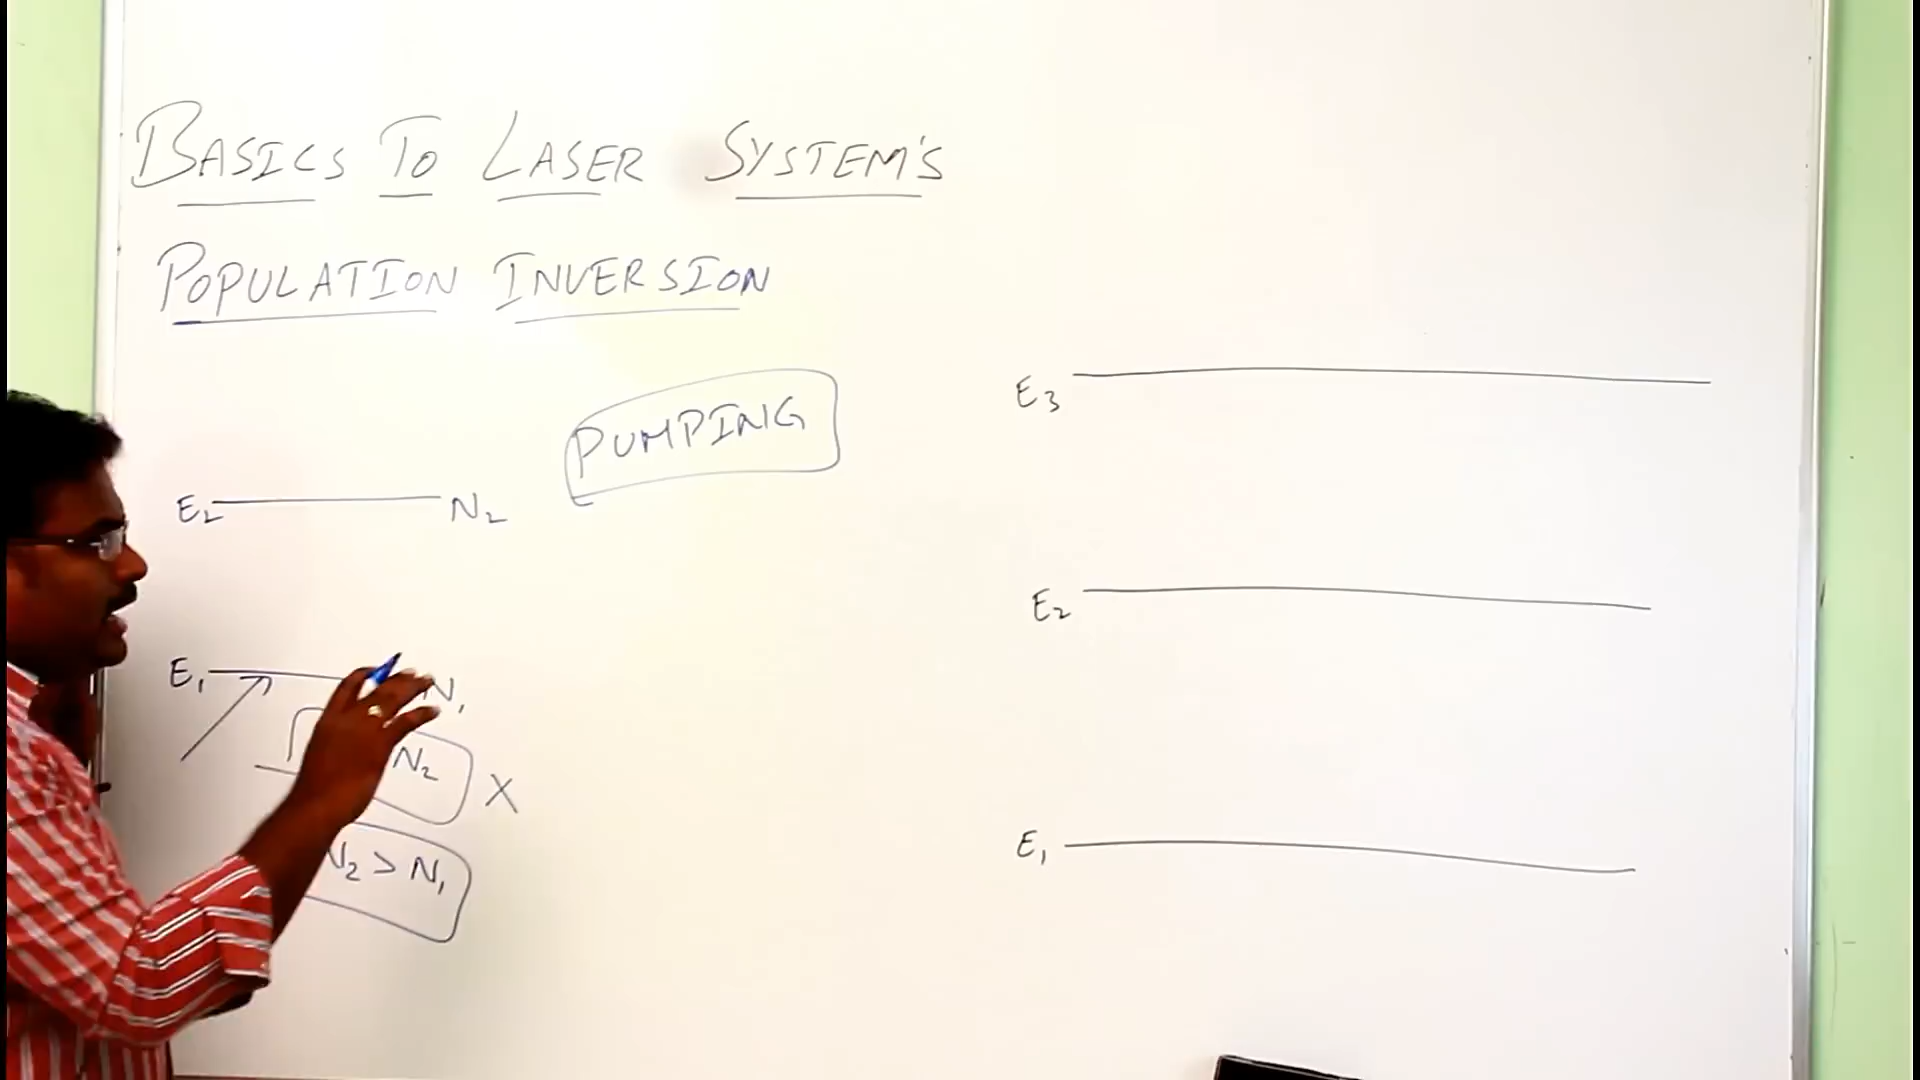 BASICS TO LASER SYSTEM'S
POPULATION INVERSION
PUMPING
E2 N2
E1 N1
N2 X
N2 > N1
E3
E2
E1